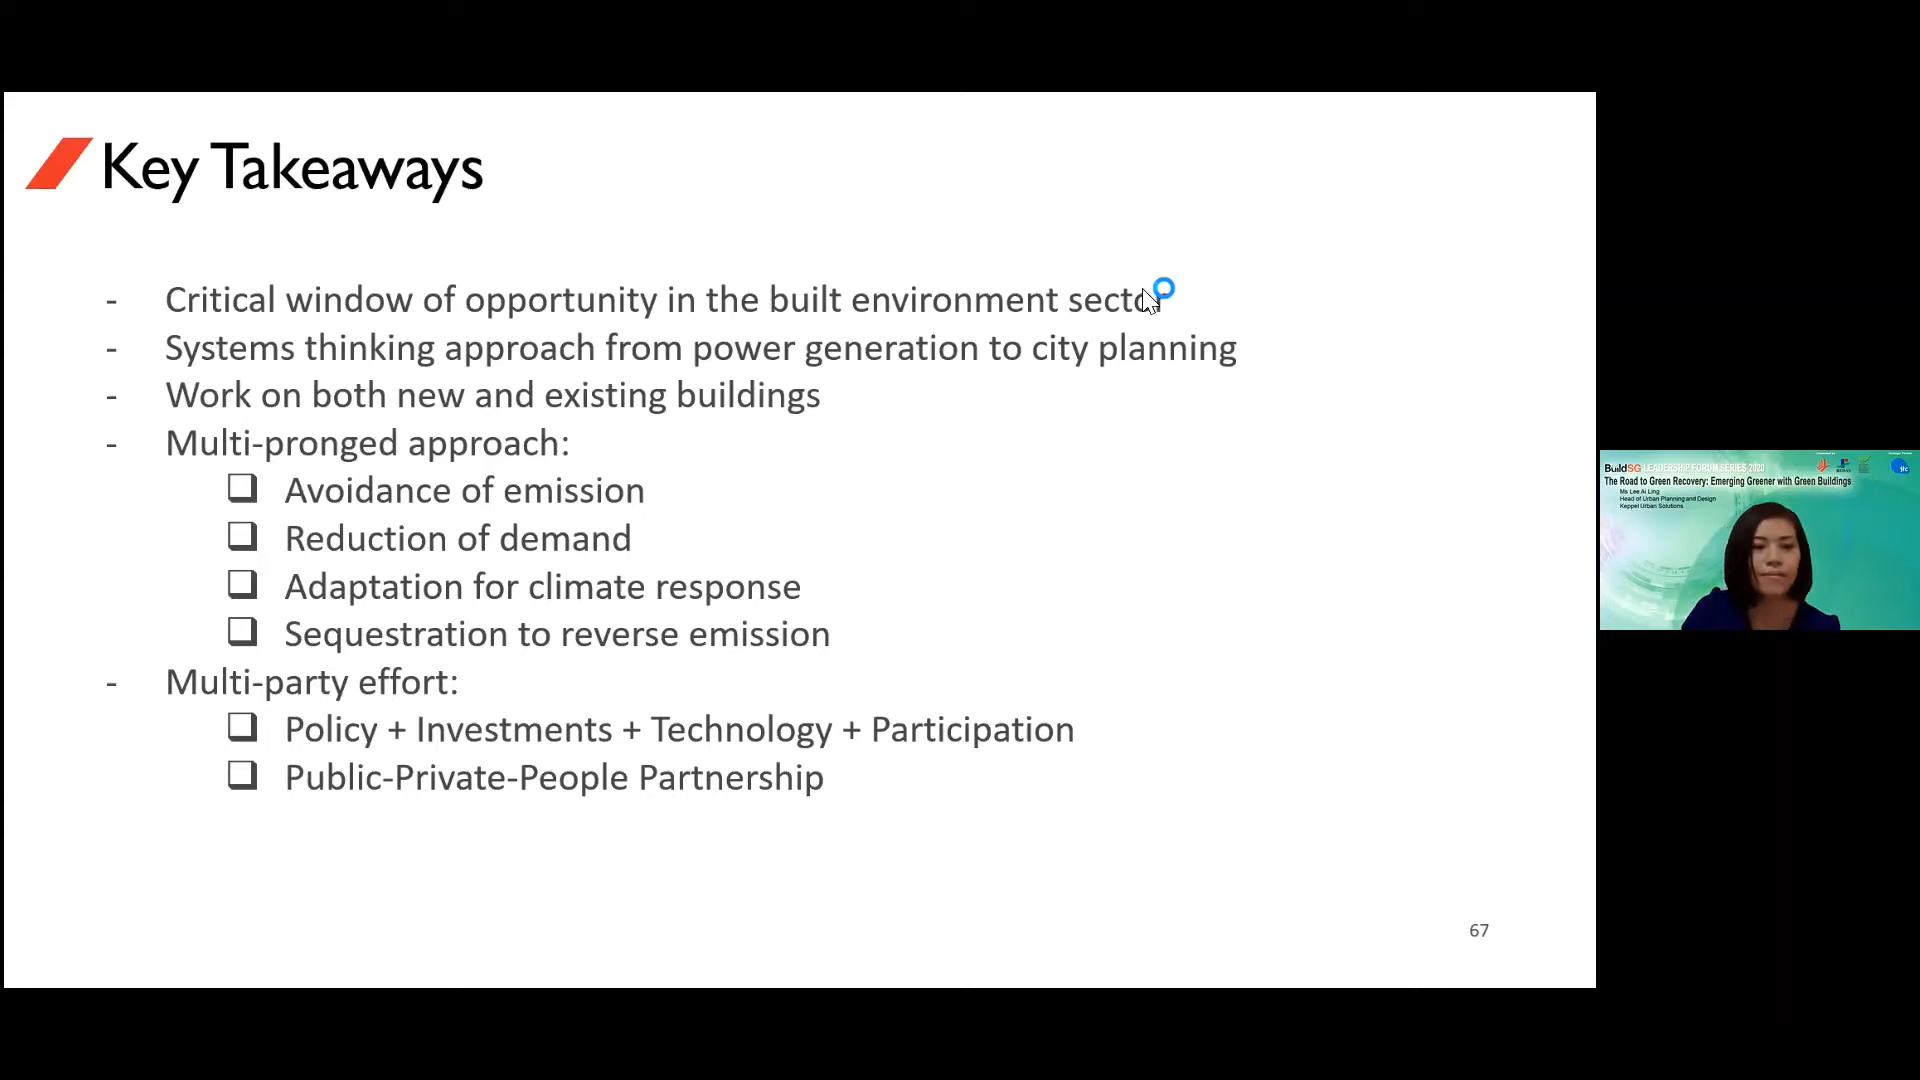 Key Takeaways
- Critical window of opportunity in the built environment sector
- Systems thinking approach from power generation to city planning
- Work on both new and existing buildings
- Multi-pronged approach:
❑ Avoidance of emission
❑ Reduction of demand
❑ Adaptation for climate response
❑ Sequestration to reverse emission
- Multi-party effort:
❑ Policy + Investments + Technology + Participation
❑ Public-Private-People Partnership
67
BuildSG LEADERSHIP FORUM SERIES 2020
The Road to Green Recovery: Emerging Greener with Green Buildings
Ms Lee Ai Ling
Head of Urban Planning and Design
Keppel Urban Solutions
jtc